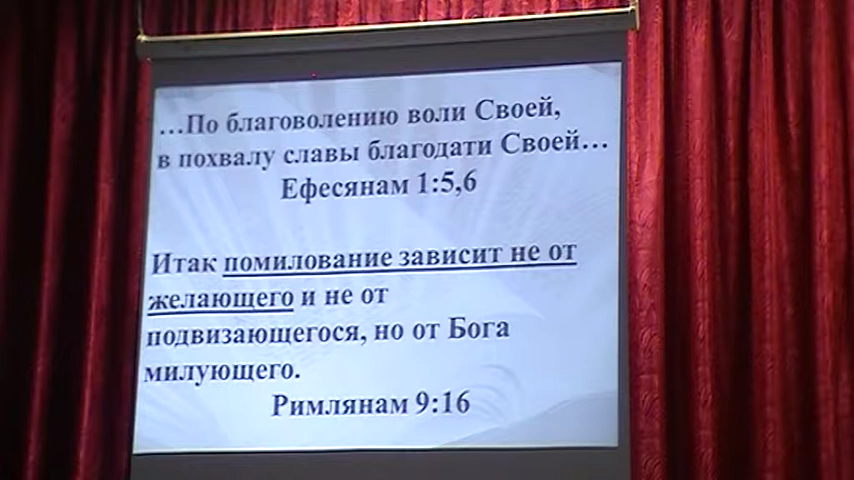 …По благоволению воли Своей,
в похвалу славы благодати Своей…
Ефесянам 1:5,6
Итак помилование зависит не от
желающего и не от
подвизающегося, но от Бога
милующего.
Римлянам 9:16